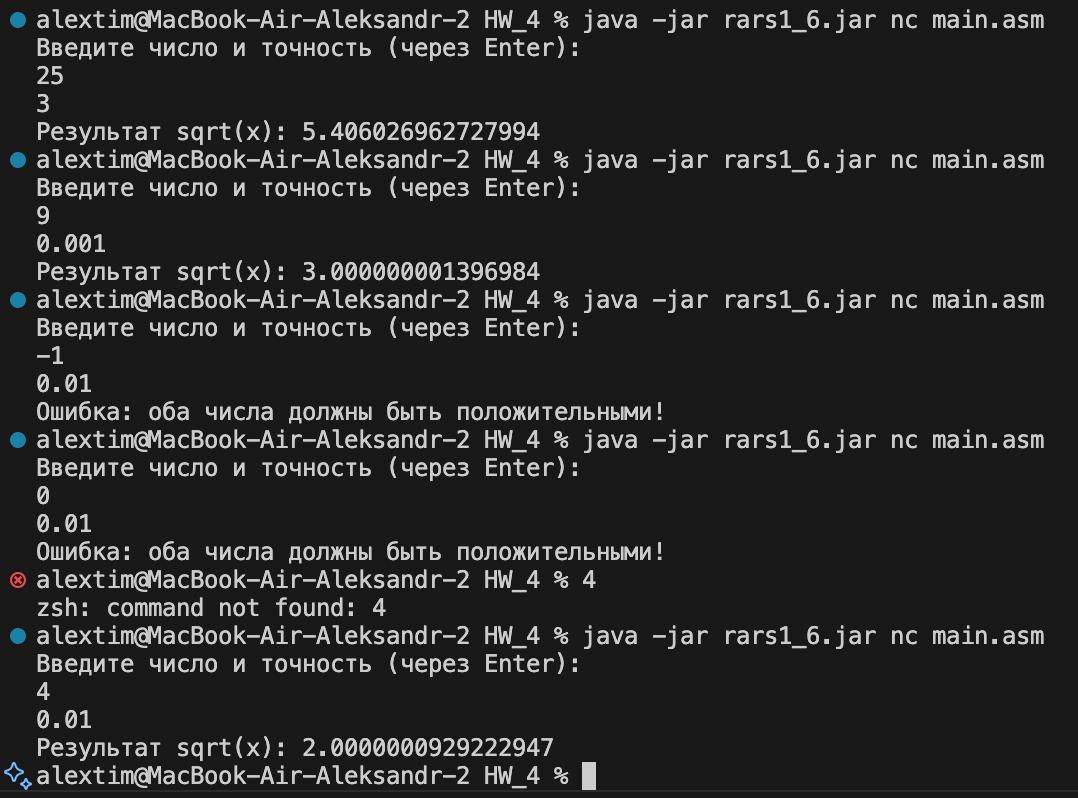 alextim@MacBook-Air-Aleksandr-2 HW_4 % java -jar rars1_6.jar nc main.asm
Введите число и точность (через Enter):
25
3
Результат sqrt(x): 5.406026962727994
alextim@MacBook-Air-Aleksandr-2 HW_4 % java -jar rars1_6.jar nc main.asm
Введите число и точность (через Enter):
9
0.001
Результат sqrt(x): 3.000000001396984
alextim@MacBook-Air-Aleksandr-2 HW_4 % java -jar rars1_6.jar nc main.asm
Введите число и точность (через Enter):
-1
0.01
Ошибка: оба числа должны быть положительными!
alextim@MacBook-Air-Aleksandr-2 HW_4 % java -jar rars1_6.jar nc main.asm
Введите число и точность (через Enter):
0
0.01
Ошибка: оба числа должны быть положительными!
alextim@MacBook-Air-Aleksandr-2 HW_4 % 4
zsh: command not found: 4
alextim@MacBook-Air-Aleksandr-2 HW_4 % java -jar rars1_6.jar nc main.asm
Введите число и точность (через Enter):
4
0.01
Результат sqrt(x): 2.0000000929222947
alextim@MacBook-Air-Aleksandr-2 HW_4 %